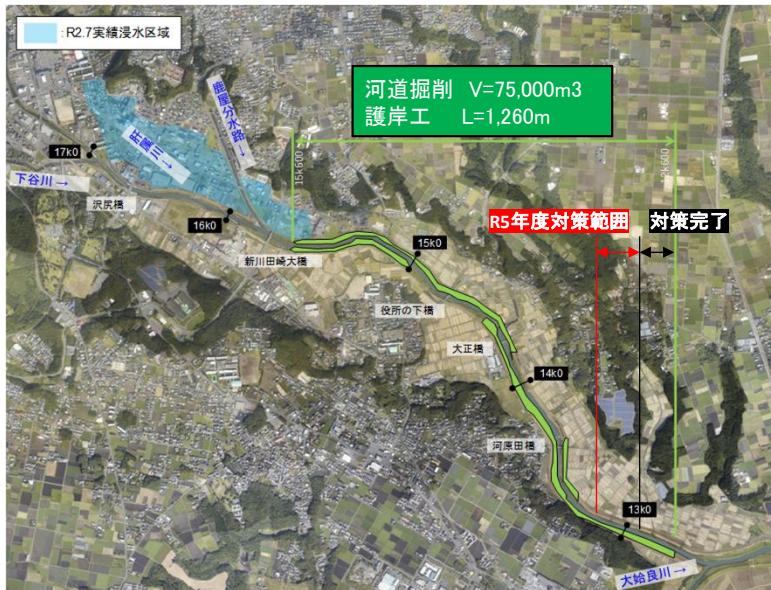 ：R2.7実績浸水区域
河道掘削 V=75,000m3
護岸工 L=1,260m
鹿屋分水路→
肝属川
17k0
下谷川→
沢尻橋
16k0
新川田崎大橋
15k600
15k0
R5年度対策範囲
対策完了
役所の下橋
大正橋
14k0
河原田橋
13k0
大姶良川→